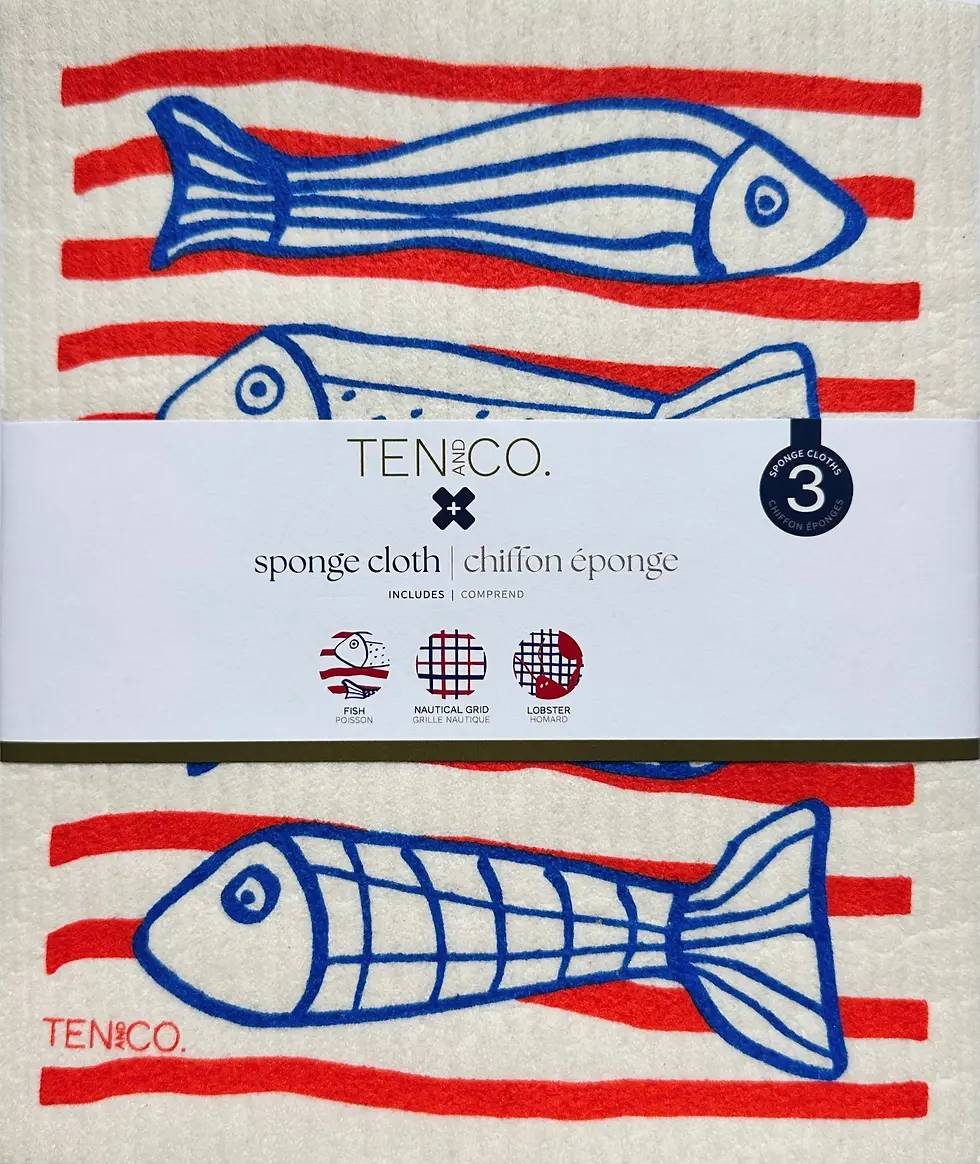 TEN AND CO.
SPONGE CLOTHS
3
CHIFFON ÉPONGES
sponge cloth | chiffon éponge
INCLUDES | COMPREND
FISH
POISSON
NAUTICAL GRID
GRILLE NAUTIQUE
LOBSTER
HOMARD
TEN AND CO.